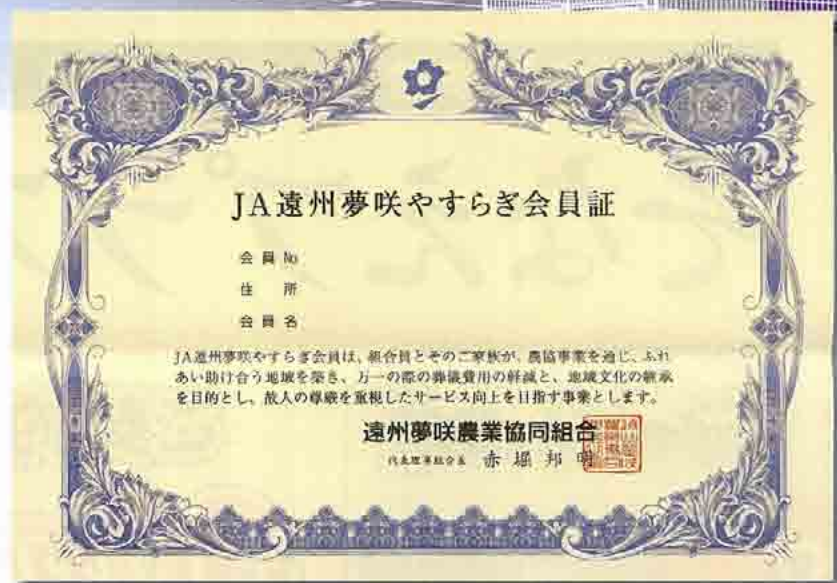 JA遠州夢咲やすらぎ会員証
会員 No
住所
会員名
JA遠州夢咲やすらぎ会員は、組合員とそのご家族が、農協事業を通じ、ふれ
あい助け合う地域を築き、万一の際の葬儀費用の軽減と、地域文化の継承
を目的とし、故人の尊厳を重視したサービス向上を目指す事業とします。
遠州夢咲農業協同組合
代表理事組合長 赤堀邦明